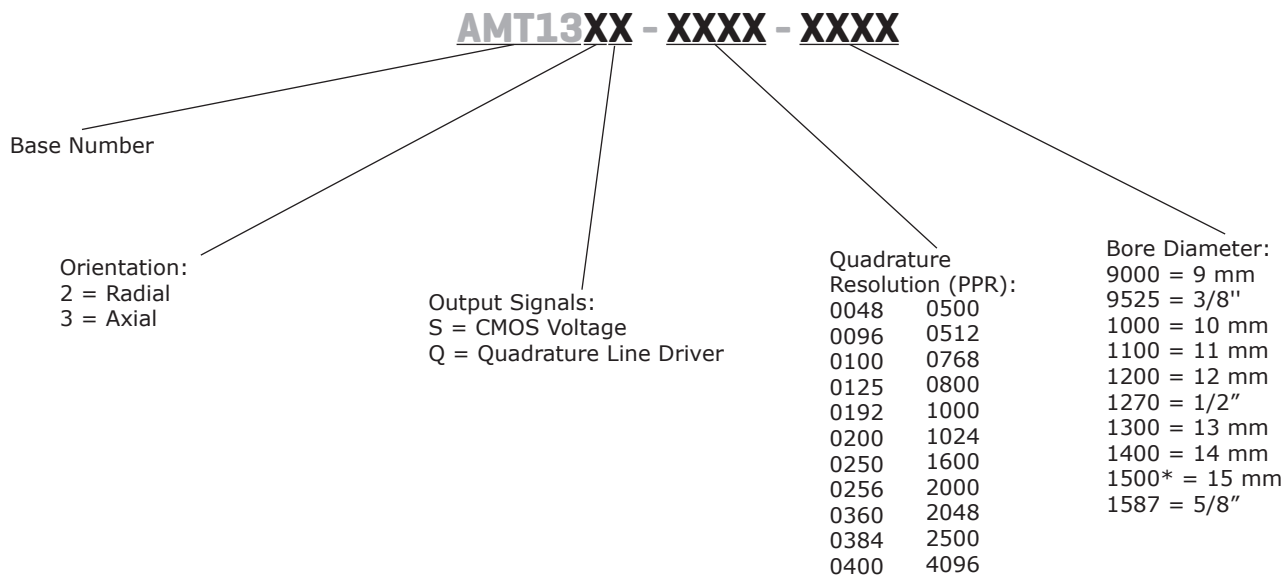 AMT13XX - XXXX - XXXX
Base Number
Orientation:
2 = Radial
3 = Axial
Output Signals:
S = CMOS Voltage
Q = Quadrature Line Driver
Quadrature
Resolution (PPR):
0048 0500
0096 0512
0100 0768
0125 0800
0192 1000
0200 1024
0250 1600
0256 2000
0360 2048
0384 2500
0400 4096
Bore Diameter:
9000 = 9 mm
9525 = 3/8''
1000 = 10 mm
1100 = 11 mm
1200 = 12 mm
1270 = 1/2”
1300 = 13 mm
1400 = 14 mm
1500* = 15 mm
1587 = 5/8”